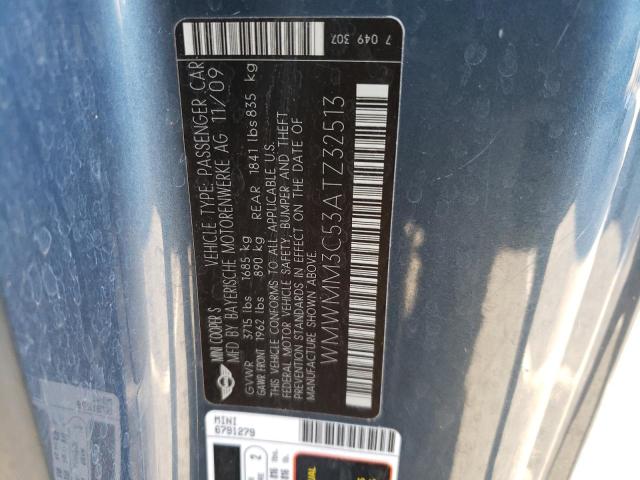 MINI COOPER S VEHICLE TYPE: PASSENGER CAR
MFD BY BAYERISCHE MOTORENWERKE AG 11/09
GVWR 3715 lbs 1685 kg
GAWR FRONT 1962 lbs 890 kg REAR 1841 lbs 835 kg
THIS VEHICLE CONFORMS TO ALL APPLICABLE U.S.
FEDERAL MOTOR VEHICLE SAFETY, BUMPER AND THEFT
PREVENTION STANDARDS IN EFFECT ON THE DATE OF
MANUFACTURE SHOWN ABOVE.
WMWMM3C53ATZ32513
7 049 307
MINI
6791279
2